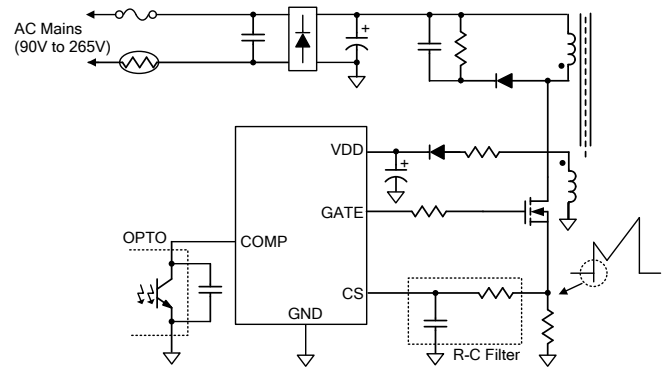 AC Mains
(90V to 265V)
VDD
GATE
OPTO
COMP
CS
GND
R-C Filter
+
+